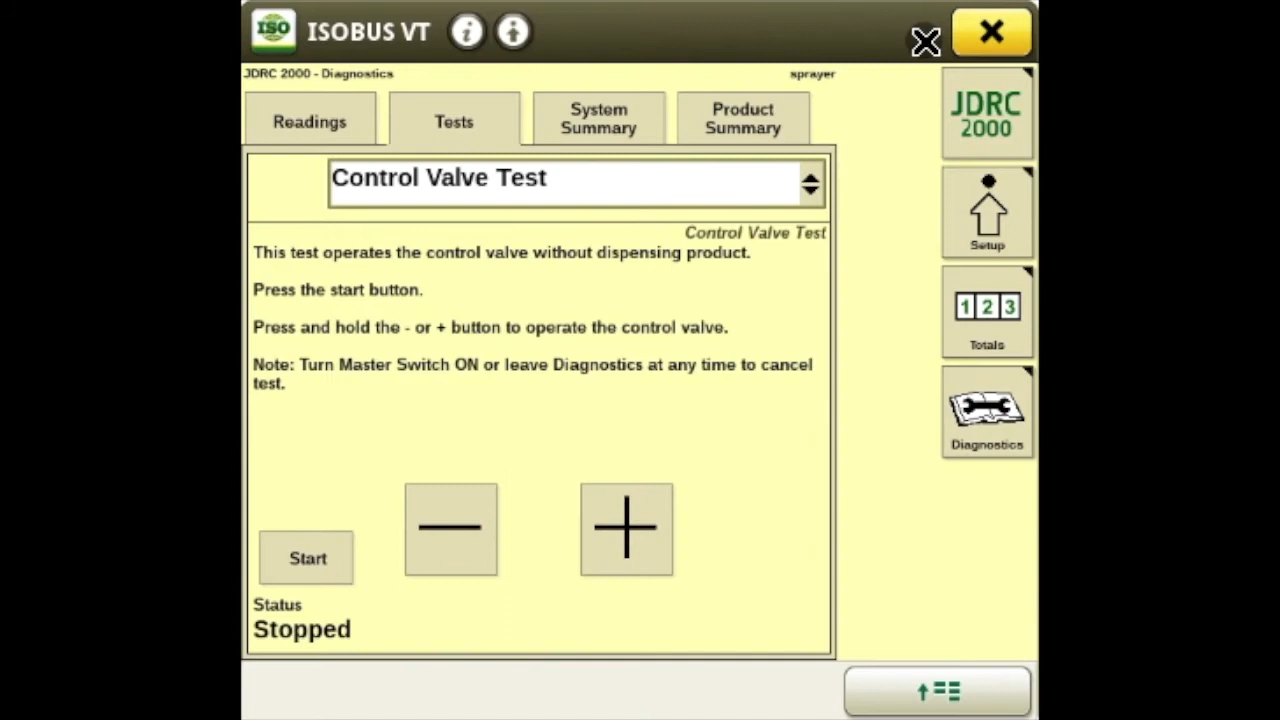 ISO ISOBUS VT
JDRC 2000 - Diagnostics sprayer
Readings
Tests
System
Summary
Product
Summary
Control Valve Test
Control Valve Test
This test operates the control valve without dispensing product.
Press the start button.
Press and hold the - or + button to operate the control valve.
Note: Turn Master Switch ON or leave Diagnostics at any time to cancel
test.
Start
Status
Stopped
JDRC
2000
Setup
1 2 3
Totals
Diagnostics